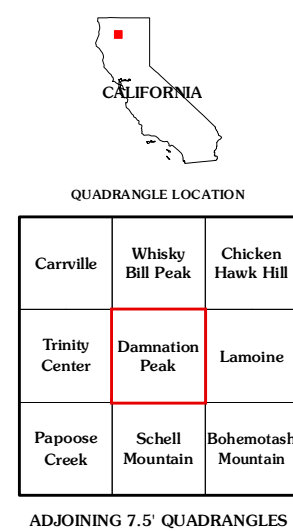 CALIFORNIA
QUADRANGLE LOCATION
Carrville
Whisky
Bill Peak
Chicken
Hawk Hill
Trinity
Center
Damnation
Peak
Lamoine
Papoose
Creek
Schell
Mountain
Bohemotash
Mountain
ADJOINING 7.5' QUADRANGLES